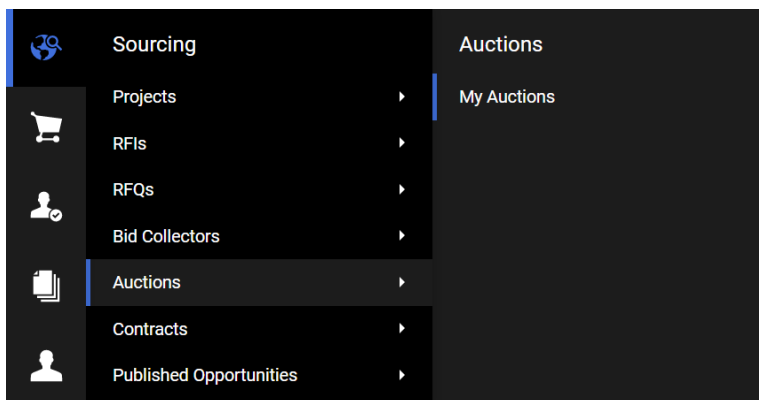 Sourcing
Projects
RFIs
RFQs
Bid Collectors
Auctions
Contracts
Published Opportunities
Auctions
My Auctions